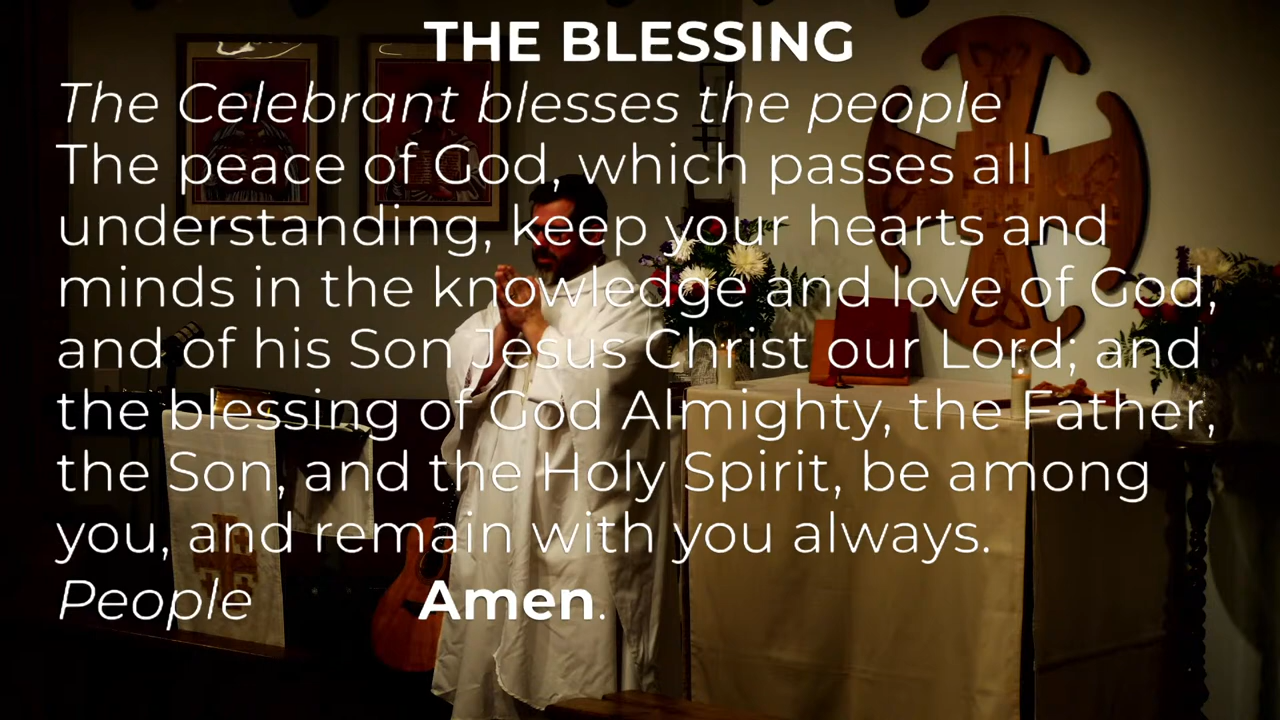 THE BLESSING
The Celebrant blesses the people
The peace of God, which passes all
understanding, keep your hearts and
minds in the knowledge and love of God,
and of his Son Jesus Christ our Lord; and
the blessing of God Almighty, the Father,
the Son, and the Holy Spirit, be among
you, and remain with you always.
People Amen.